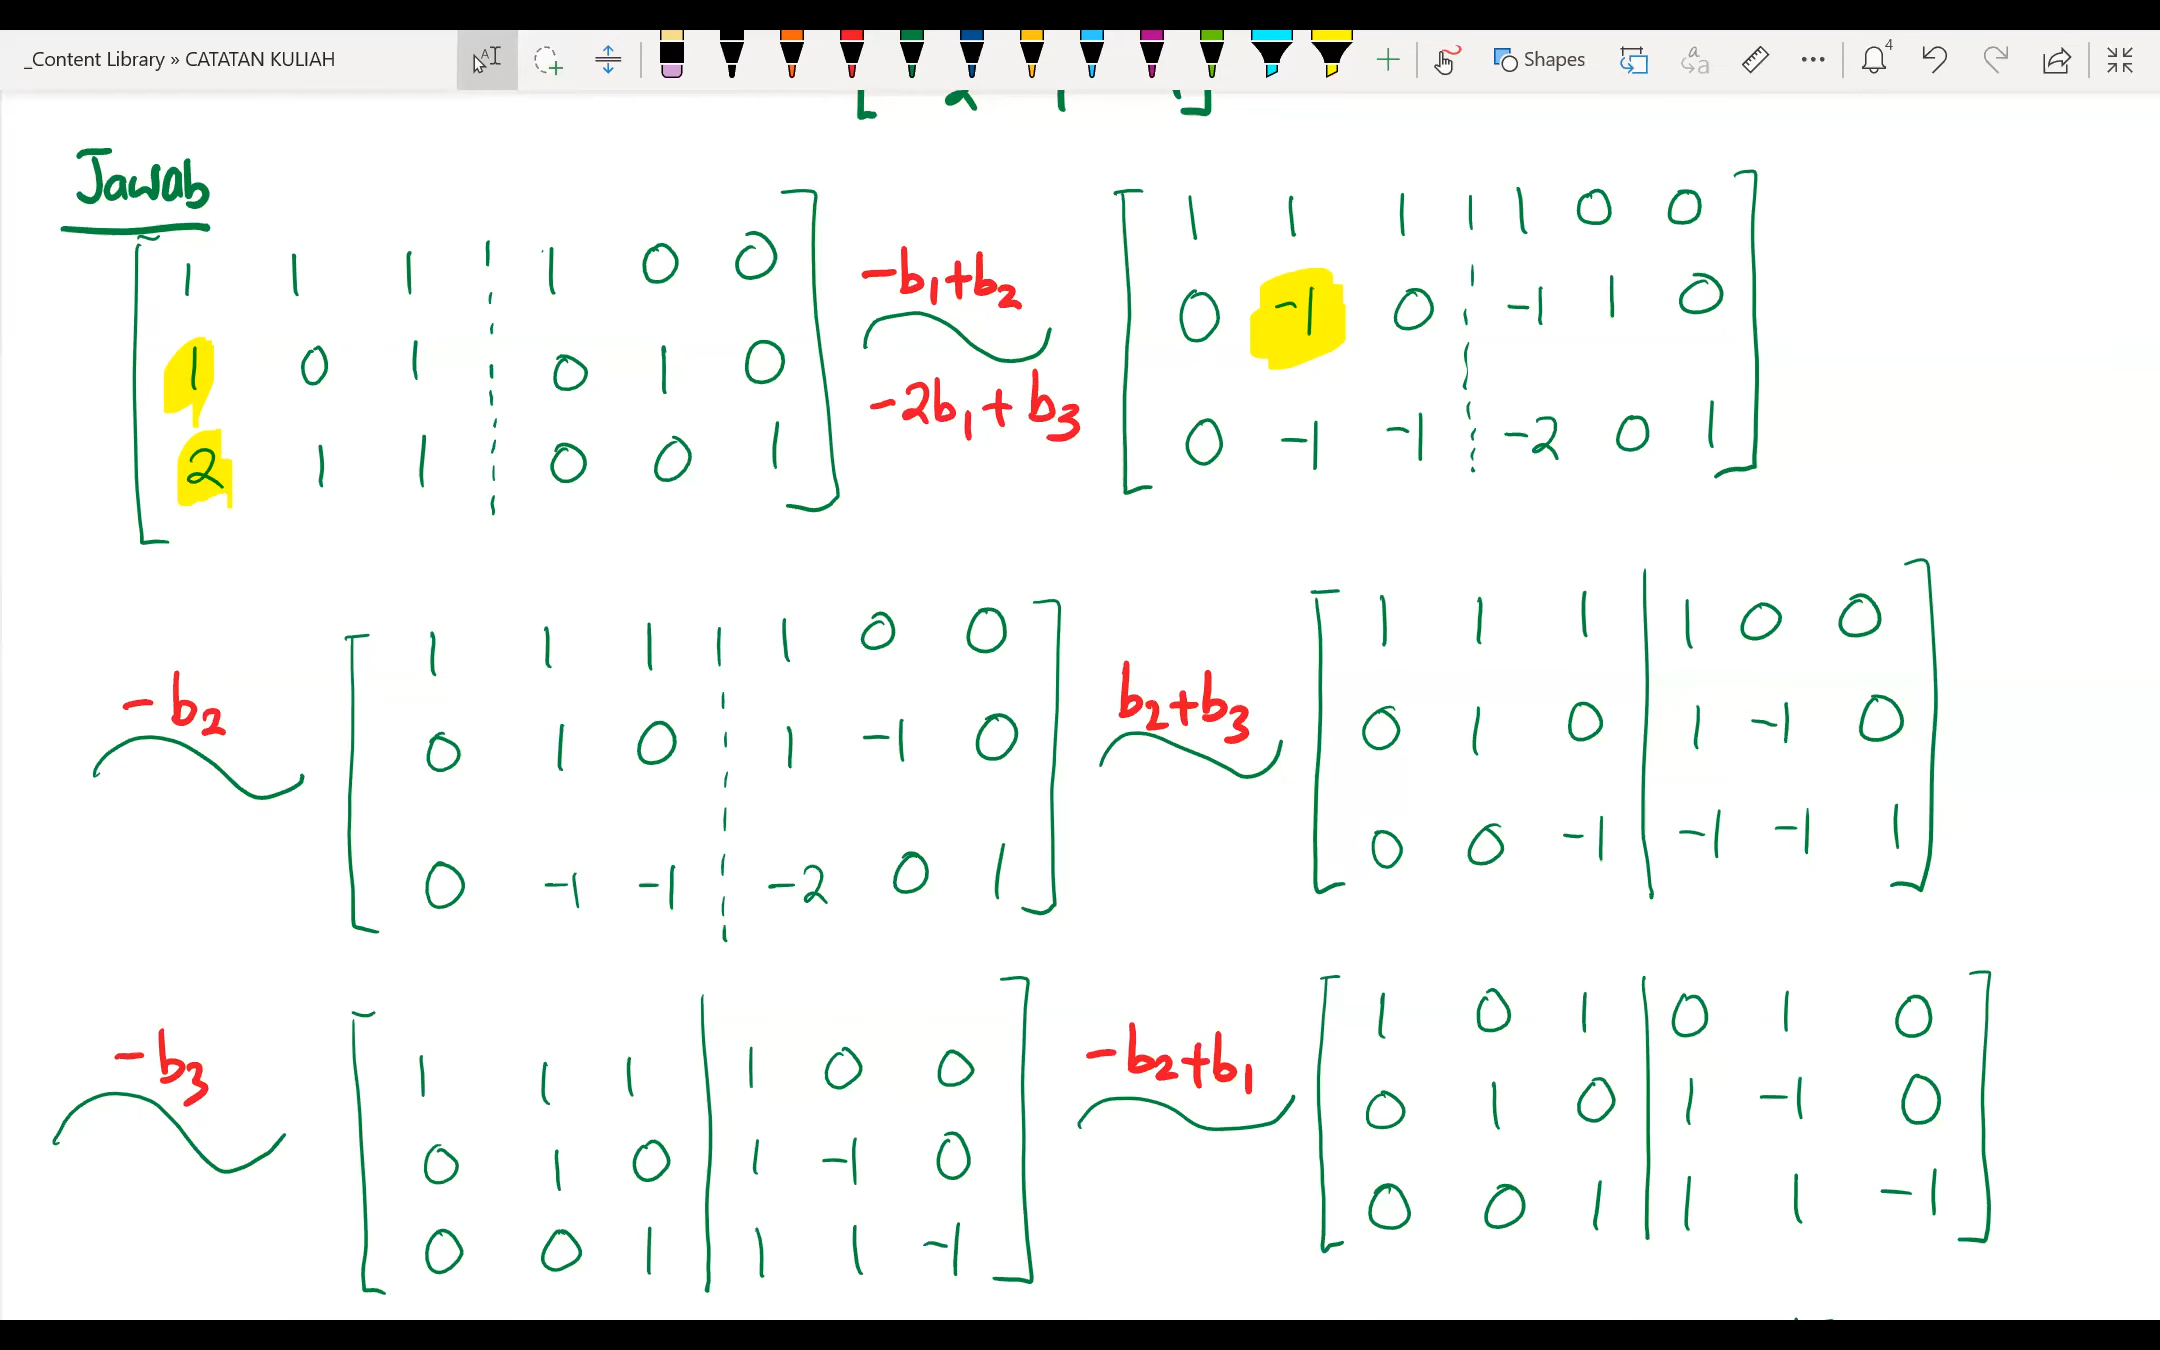 _Content Library » CATATAN KULIAH
Shapes
4
2 1
Jawab
1 1 1 | 1 0 0
1 0 1 | 0 1 0
2 1 1 | 0 0 1
-b1+b2
-2b1+b3
1 1 1 | 1 0 0
0 -1 0 | -1 1 0
0 -1 -1 | -2 0 1
-b2
1 1 1 | 1 0 0
0 1 0 | 1 -1 0
0 -1 -1 | -2 0 1
b2+b3
1 1 1 | 1 0 0
0 1 0 | 1 -1 0
0 0 -1 | -1 -1 1
-b3
1 1 1 | 1 0 0
0 1 0 | 1 -1 0
0 0 1 | 1 1 -1
-b2+b1
1 0 1 | 0 1 0
0 1 0 | 1 -1 0
0 0 1 | 1 1 -1